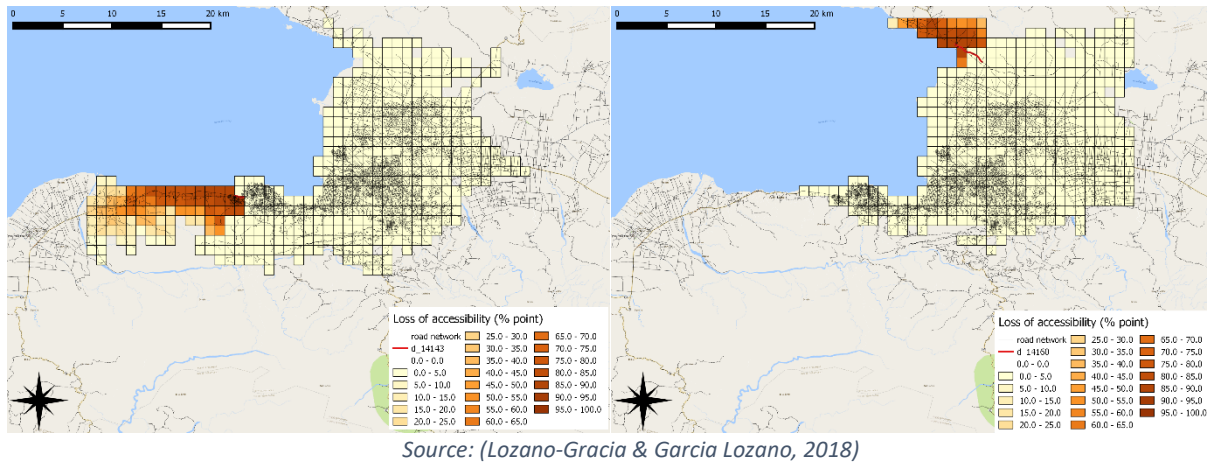 0 5 10 15 20 km
Loss of accessibility (% point)
road network
d_14143
0.0 - 0.0
0.0 - 5.0
5.0 - 10.0
10.0 - 15.0
15.0 - 20.0
20.0 - 25.0
25.0 - 30.0
30.0 - 35.0
35.0 - 40.0
40.0 - 45.0
45.0 - 50.0
50.0 - 55.0
55.0 - 60.0
60.0 - 65.0
65.0 - 70.0
70.0 - 75.0
75.0 - 80.0
80.0 - 85.0
85.0 - 90.0
90.0 - 95.0
95.0 - 100.0
0 5 10 15 20 km
Loss of accessibility (% point)
road network
d_14160
0.0 - 0.0
0.0 - 5.0
5.0 - 10.0
10.0 - 15.0
15.0 - 20.0
20.0 - 25.0
25.0 - 30.0
30.0 - 35.0
35.0 - 40.0
40.0 - 45.0
45.0 - 50.0
50.0 - 55.0
55.0 - 60.0
60.0 - 65.0
65.0 - 70.0
70.0 - 75.0
75.0 - 80.0
80.0 - 85.0
85.0 - 90.0
90.0 - 95.0
95.0 - 100.0
Source: (Lozano-Gracia & Garcia Lozano, 2018)